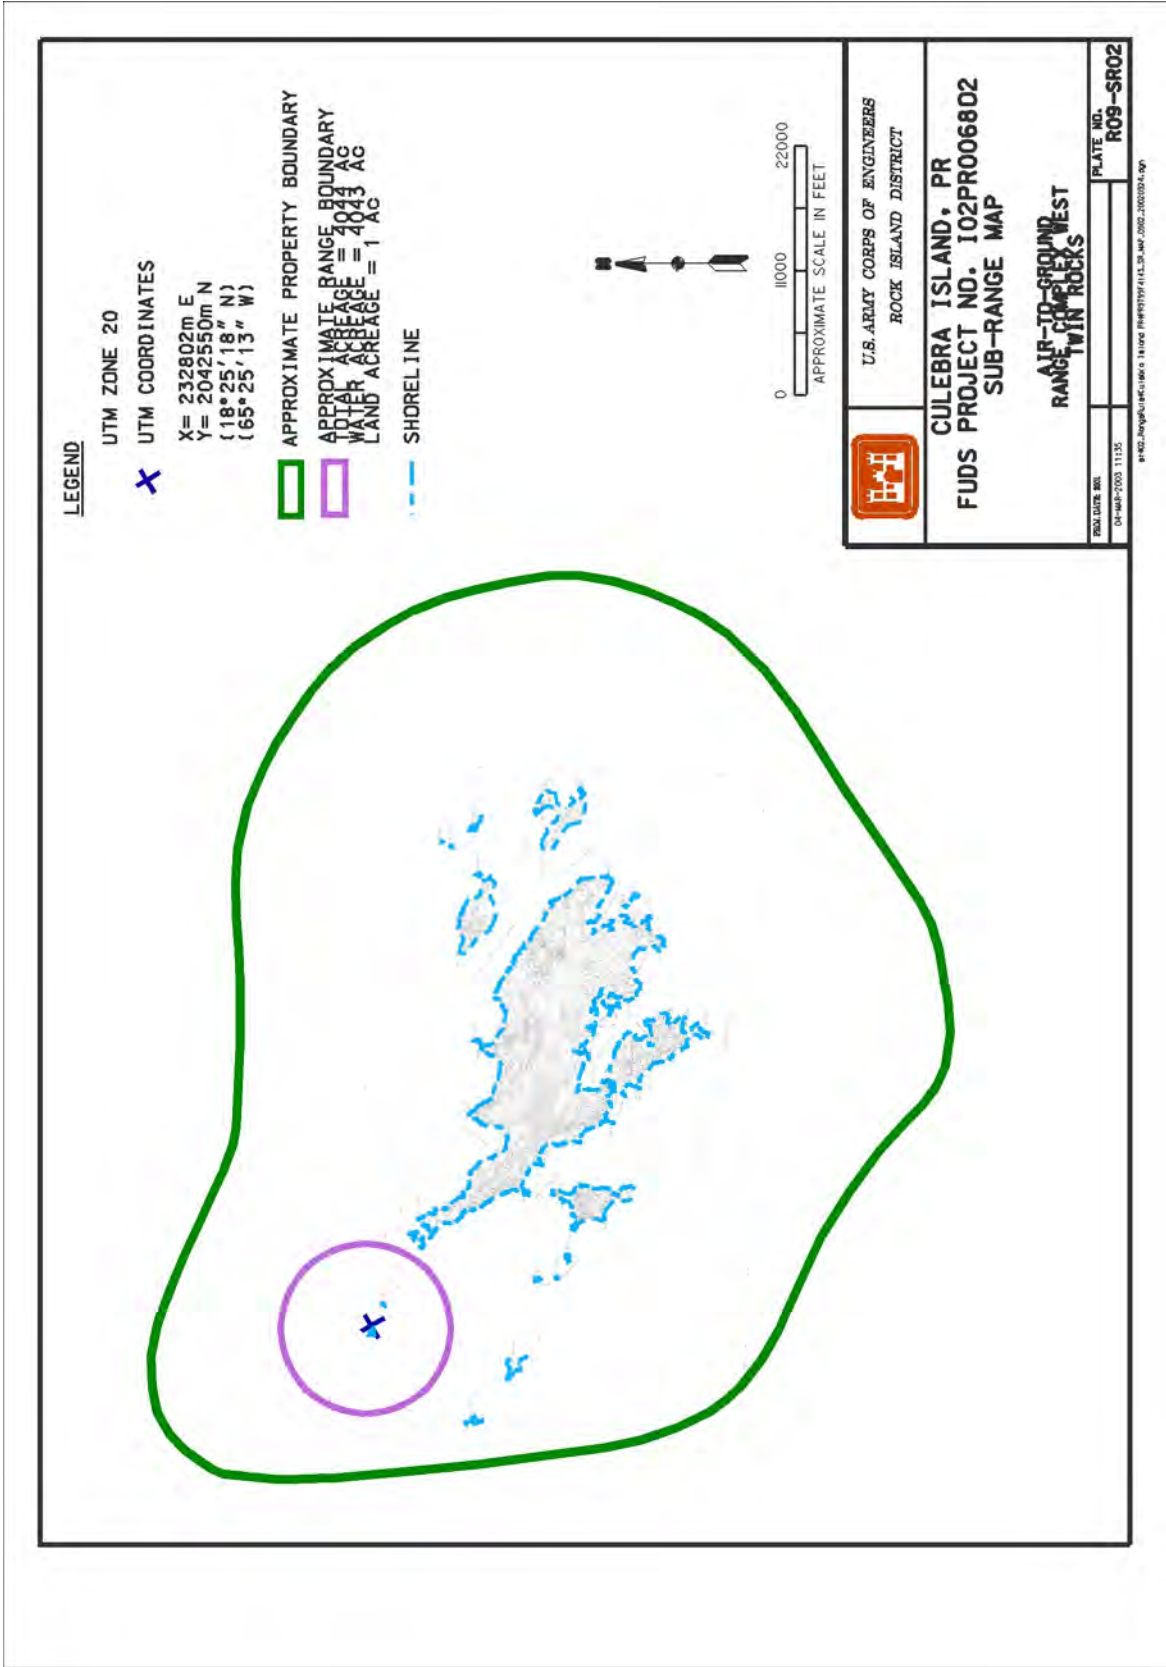 LEGEND
UTM ZONE 20
UTM COORDINATES
X= 232802m E
Y= 2042550m N
(18°25'18" N)
(65°25'13" W)
APPROXIMATE PROPERTY BOUNDARY
APPROXIMATE RANGE BOUNDARY
TOTAL ACREAGE = 4044 AC
WATER ACREAGE = 4043 AC
LAND ACREAGE = 1 AC
SHORELINE
N
0 11000 22000
APPROXIMATE SCALE IN FEET
U.S. ARMY CORPS OF ENGINEERS
ROCK ISLAND DISTRICT
CULEBRA ISLAND, PR
FUDS PROJECT NO. I02PR006802
SUB-RANGE MAP
AIR-TO-GROUND
RANGE COMPLEX WEST
TWIN ROCKS
PROJ. DATE:
04-MAR-2003 11:35
PLATE NO.
R09-SR02